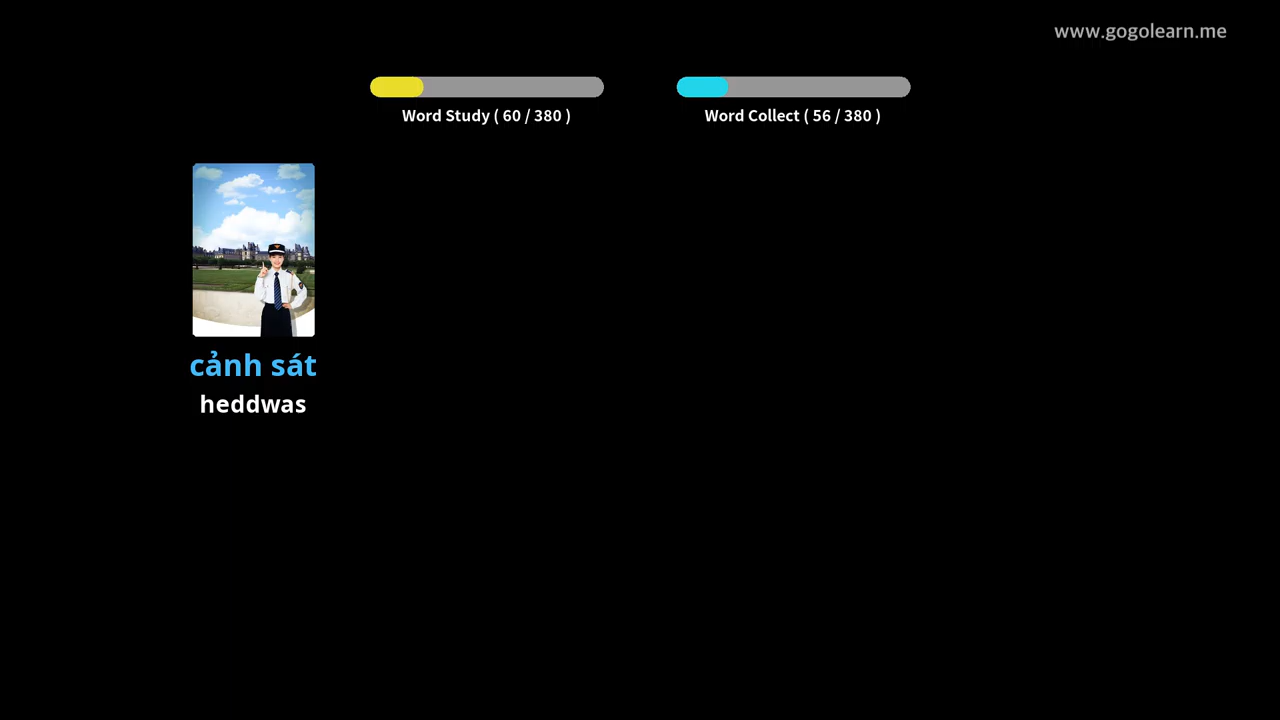 www.gogolearn.me
Word Study ( 60 / 380 )
Word Collect ( 56 / 380 )
cảnh sát
heddwas